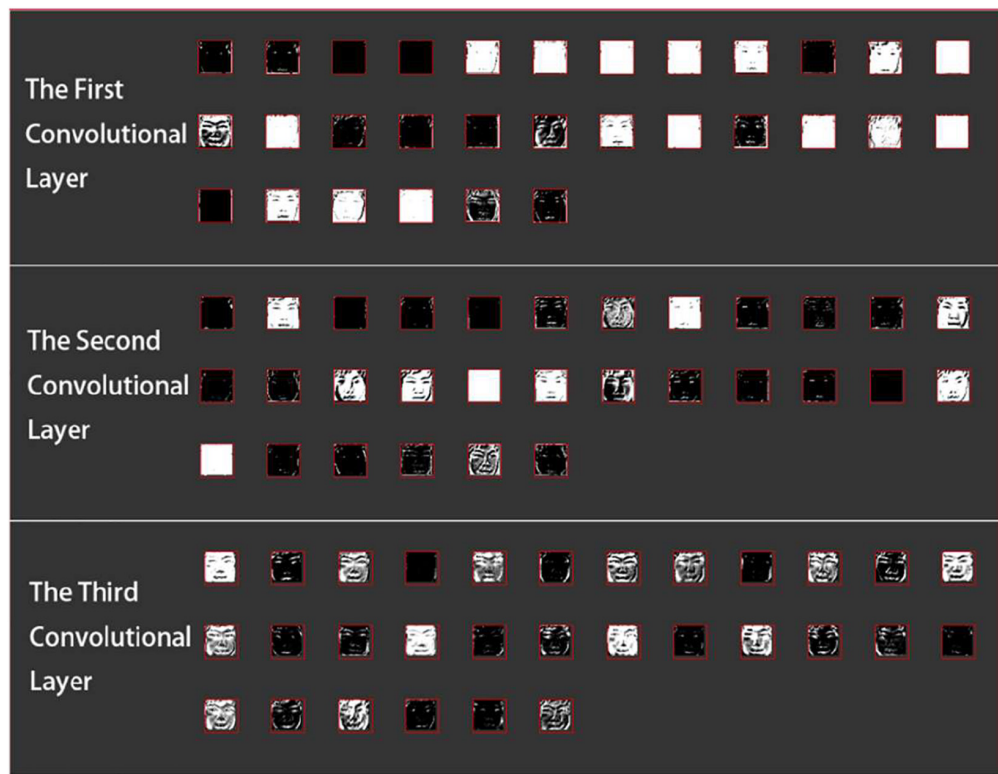 The First
Convolutional
Layer
The Second
Convolutional
Layer
The Third
Convolutional
Layer